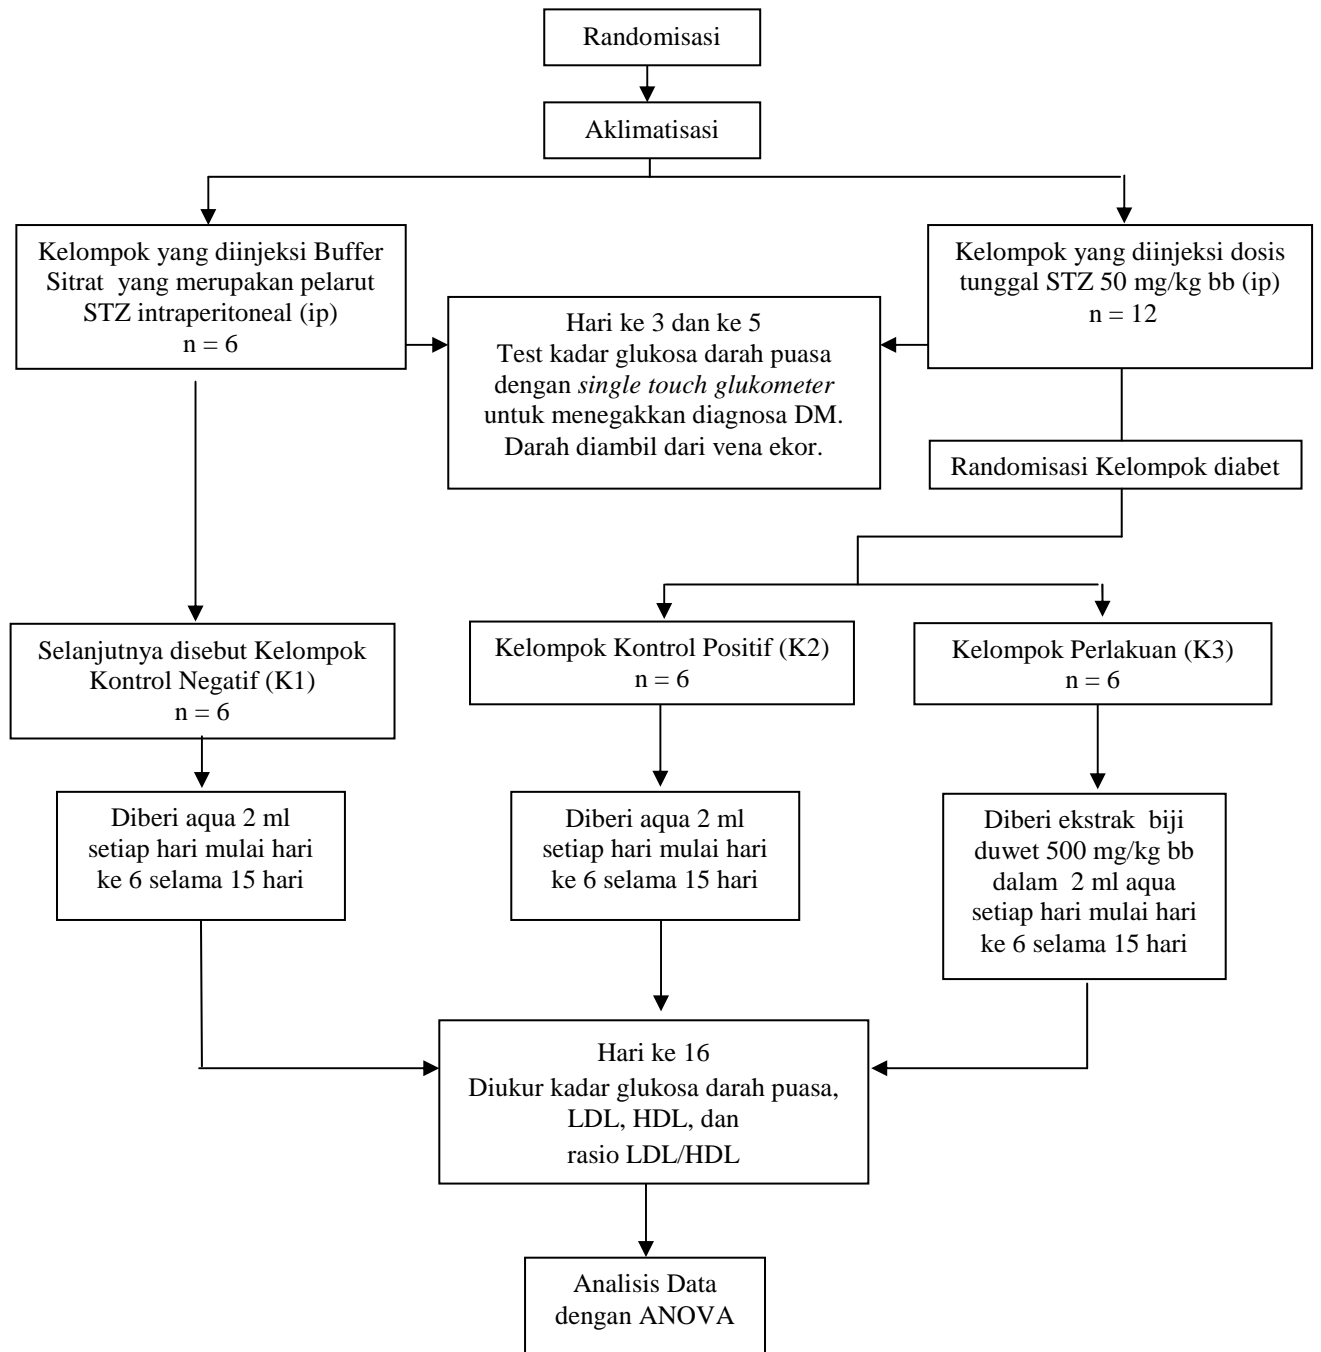 Randomisasi
Aklimatisasi
Kelompok yang diinjeksi Buffer
Sitrat yang merupakan pelarut
STZ intraperitoneal (ip)
n = 6
Kelompok yang diinjeksi dosis
tunggal STZ 50 mg/kg bb (ip)
n = 12
Hari ke 3 dan ke 5
Test kadar glukosa darah puasa
dengan single touch glukometer
untuk menegakkan diagnosa DM.
Darah diambil dari vena ekor.
Randomisasi Kelompok diabet
Selanjutnya disebut Kelompok
Kontrol Negatif (K1)
n = 6
Kelompok Kontrol Positif (K2)
n = 6
Kelompok Perlakuan (K3)
n = 6
Diberi aqua 2 ml
setiap hari mulai hari
ke 6 selama 15 hari
Diberi aqua 2 ml
setiap hari mulai hari
ke 6 selama 15 hari
Diberi ekstrak biji
duwet 500 mg/kg bb
dalam 2 ml aqua
setiap hari mulai hari
ke 6 selama 15 hari
Hari ke 16
Diukur kadar glukosa darah puasa,
LDL, HDL, dan
rasio LDL/HDL
Analisis Data
dengan ANOVA